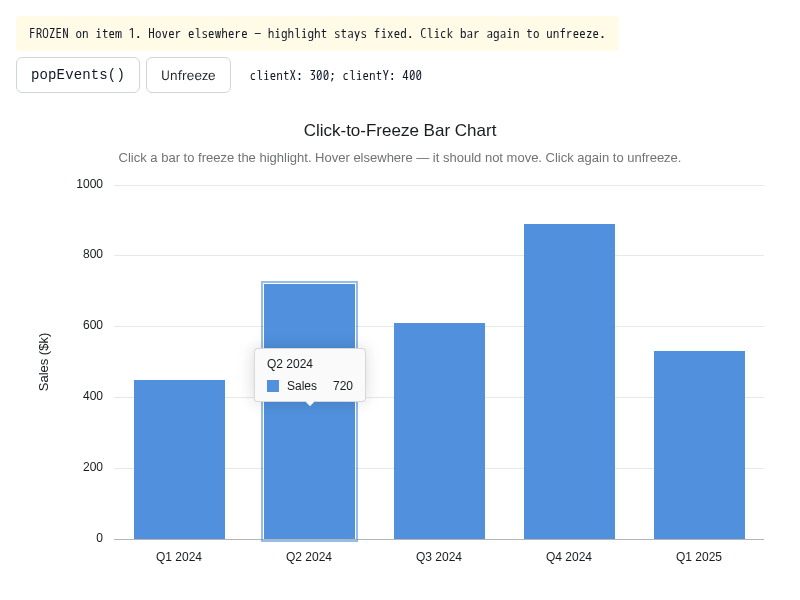 FROZEN on item 1. Hover elsewhere — highlight stays fixed. Click bar again to unfreeze.
popEvents() Unfreeze clientX: 300; clientY: 400
Click-to-Freeze Bar Chart
Click a bar to freeze the highlight. Hover elsewhere — it should not move. Click again to unfreeze.
1000
800
600
400
200
0
Sales ($k)
Q2 2024
Sales 720
Q1 2024 Q2 2024 Q3 2024 Q4 2024 Q1 2025